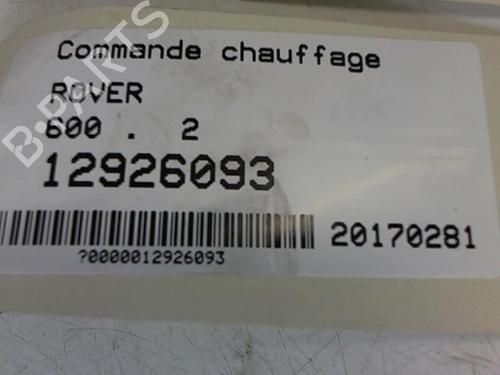 Commande chauffage
ROVER
600 . 2
12926093
20170281
?0000012926093
B-PARTS